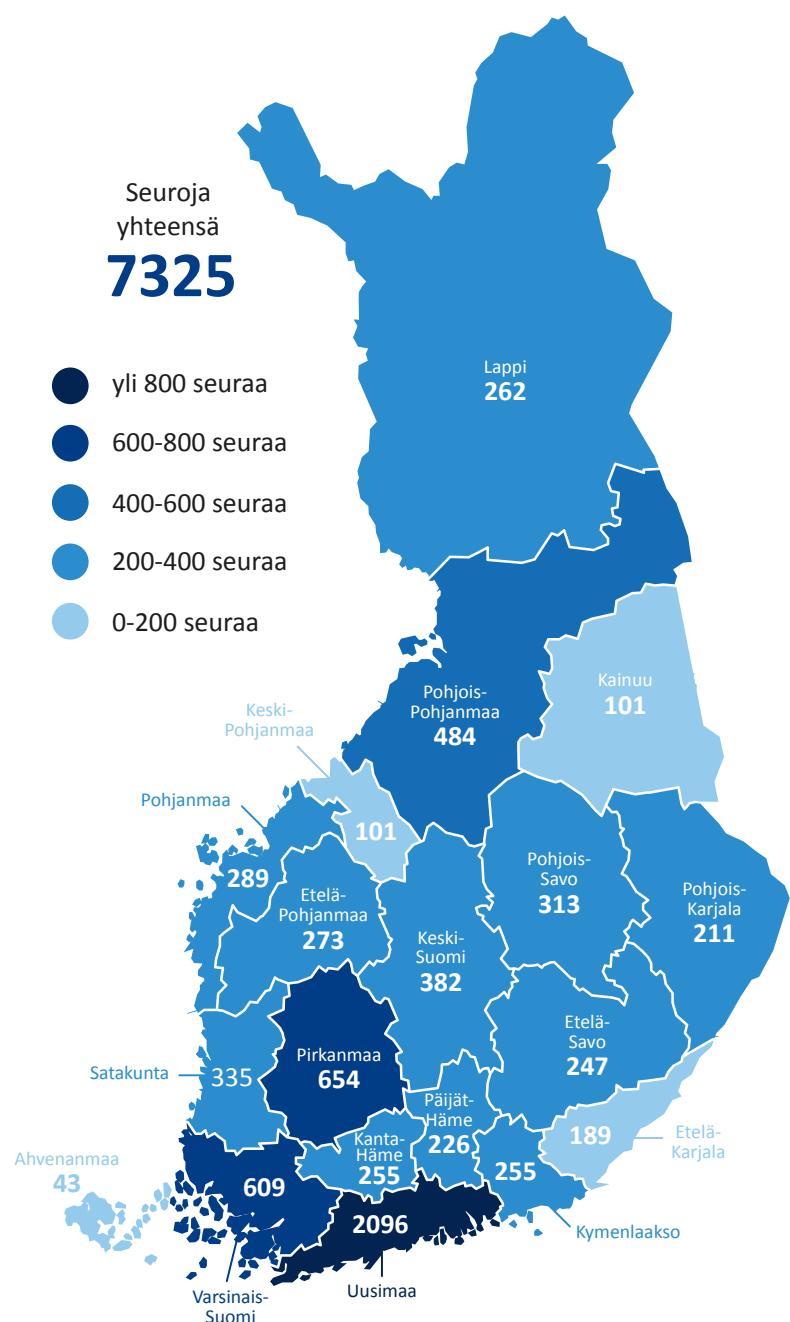 Seuroja
yhteensä
7325
yli 800 seuraa
600-800 seuraa
400-600 seuraa
200-400 seuraa
0-200 seuraa
Lappi
262
Pohjois-
Pohjanmaa
484
Kainuu
101
Keski-
Pohjanmaa
101
Pohjanmaa
289
Etelä-
Pohjanmaa
273
Keski-
Suomi
382
Pohjois-
Savo
313
Pohjois-
Karjala
211
Etelä-
Savo
247
Satakunta
335
Pirkanmaa
654
Päijät-
Häme
226
Kanta-
Häme
255
255
Kymenlaakso
189
Etelä-
Karjala
Ahvenanmaa
43
609
Varsinais-
Suomi
2096
Uusimaa